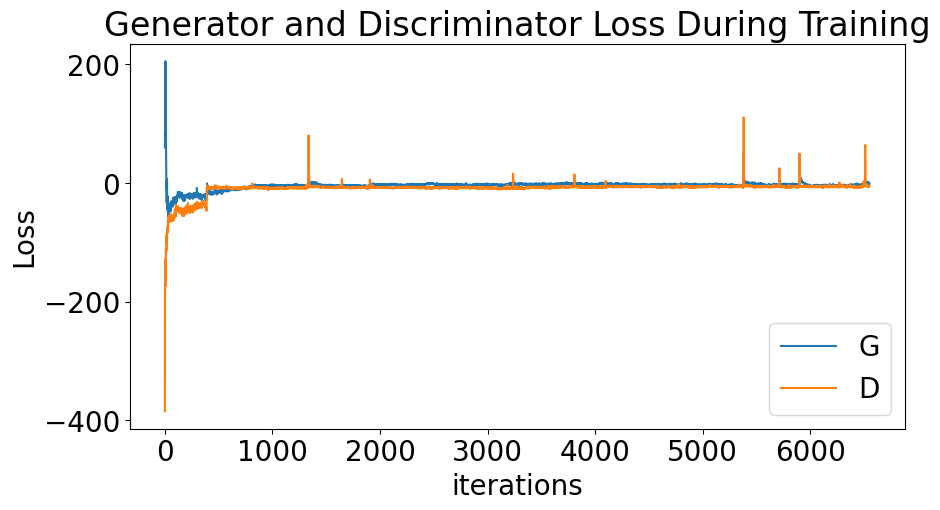 Generator and Discriminator Loss During Training
200
0
−200
−400
Loss
0 1000 2000 3000 4000 5000 6000
iterations
G
D